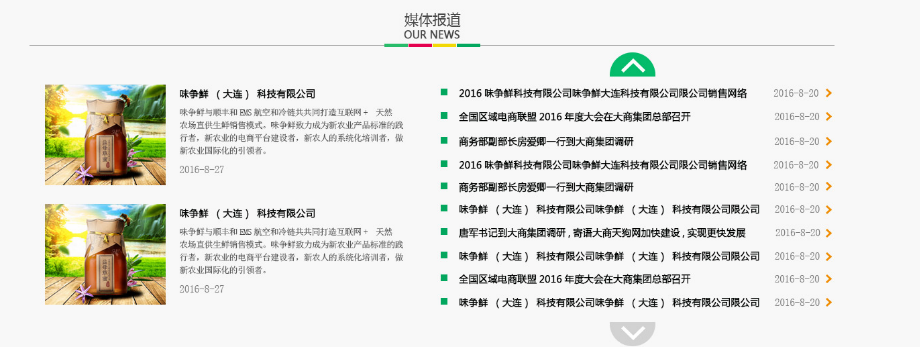 媒体报道
OUR NEWS
味争鲜 （大连） 科技有限公司
味争鲜与顺丰和EMS航空和冷链共共同打造互联网+ 天然
农场直供生鲜销售模式。味争鲜致力成为新农业产品标准的践
行者，新农业的电商平台建设者，新农人的系统化培训者，做
新农业国际化的引领者。
2016-8-27
味争鲜 （大连） 科技有限公司
味争鲜与顺丰和EMS航空和冷链共共同打造互联网+ 天然
农场直供生鲜销售模式。味争鲜致力成为新农业产品标准的践
行者，新农业的电商平台建设者，新农人的系统化培训者，做
新农业国际化的引领者。
2016-8-27
2016 味争鲜科技有限公司味争鲜大连科技有限公司限公司销售网络 2016-8-20
全国区域电商联盟 2016 年度大会在大商集团总部召开 2016-8-20
商务部副部长房爱卿一行到大商集团调研 2016-8-20
2016 味争鲜科技有限公司味争鲜大连科技有限公司限公司销售网络 2016-8-20
商务部副部长房爱卿一行到大商集团调研 2016-8-20
味争鲜 （大连） 科技有限公司味争鲜 （大连） 科技有限公司限公司 2016-8-20
唐军书记到大商集团调研 , 寄语大商天狗网加快建设 , 实现更快发展 2016-8-20
味争鲜 （大连） 科技有限公司味争鲜 （大连） 科技有限公司限公司 2016-8-20
全国区域电商联盟 2016 年度大会在大商集团总部召开 2016-8-20
味争鲜 （大连） 科技有限公司味争鲜 （大连） 科技有限公司限公司 2016-8-20